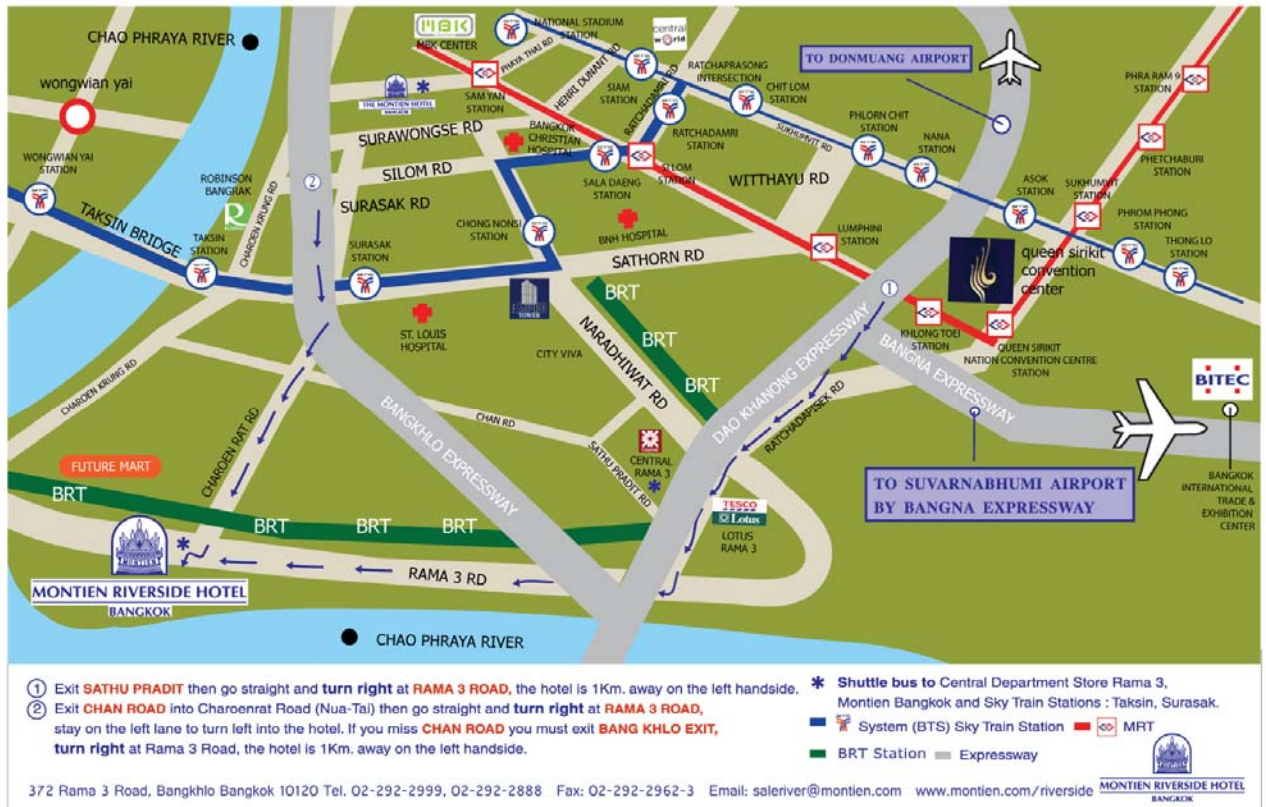 CHAO PHRAYA RIVER
MBK
MBK CENTER
NATIONAL STADIUM
STATION
central
world
TO DONMUANG AIRPORT
PHRA RAM 9
STATION
wongwian yai
PHAYA THAI RD
HENRI DUNANT RD
SIAM
STATION
RATCHAPRASONG
INTERSECTION
CHIT LOM
STATION
THE MONTIEN HOTEL
BANGKOK
SAM YAN
STATION
RATCHADAMRI RD
RATCHADAMRI
STATION
SUKHUMVIT RD
PHLORN CHIT
STATION
NANA
STATION
PHETCHABURI
STATION
SURAWONGSE RD
BANGKOK
CHRISTIAN
HOSPITAL
WONGWIAN YAI
STATION
ROBINSON
BANGRAK
R
CHAROEN KRUNG RD
2
SILOM RD
SALA DAENG
STATION
SILOM
STATION
WITTHAYU RD
ASOK
STATION
SUKHUMVIT
STATION
PHROM PHONG
STATION
THONG LO
STATION
TAKSIN BRIDGE
TAKSIN
STATION
SURASAK RD
SURASAK
STATION
CHONG NONSI
STATION
BNH HOSPITAL
LUMPHINI
STATION
SATHORN RD
queen sirikit
convention
center
1
BRT
EMPIRE
TOWER
ST. LOUIS
HOSPITAL
CITY VIVA
NARADHIWAT RD
BRT
BRT
KHLONG TOEI
STATION
QUEEN SIRIKIT
NATION CONVENTION CENTRE
STATION
CHAROEN KRUNG RD
CHAROEN RAT RD
BANGKHLO EXPRESSWAY
CHAN RD
SATHU PRADIT RD
DAO KHANONG EXPRESSWAY
RATCHADAPISEK RD
BANGNA EXPRESSWAY
BITEC
BANGKOK
INTERNATIONAL
TRADE &
EXHIBITION
CENTER
FUTURE MART
CENTRAL
RAMA 3
TO SUVARNABHUMI AIRPORT
BY BANGNA EXPRESSWAY
TESCO
Lotus
LOTUS
RAMA 3
BRT
BRT
BRT
BRT
MONTIEN
MONTIEN RIVERSIDE HOTEL
BANGKOK
RAMA 3 RD
CHAO PHRAYA RIVER
1 Exit SATHU PRADIT then go straight and turn right at RAMA 3 ROAD, the hotel is 1Km. away on the left handside.
2 Exit CHAN ROAD into Charoenrat Road (Nua-Tai) then go straight and turn right at RAMA 3 ROAD,
stay on the left lane to turn left into the hotel. If you miss CHAN ROAD you must exit BANG KHLO EXIT,
turn right at Rama 3 Road, the hotel is 1Km. away on the left handside.
* Shuttle bus to Central Department Store Rama 3,
Montien Bangkok and Sky Train Stations : Taksin, Surasak.
System (BTS) Sky Train Station MRT
BRT Station Expressway
372 Rama 3 Road, Bangkhlo Bangkok 10120 Tel. 02-292-2999, 02-292-2888 Fax: 02-292-2962-3 Email: saleriver@montien.com www.montien.com/riverside
MONTIEN RIVERSIDE HOTEL
BANGKOK